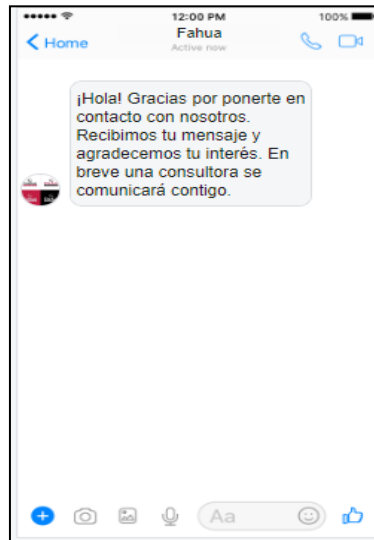 12:00 PM
100%
Home
Fahua
Active now
¡Hola! Gracias por ponerte en
contacto con nosotros.
Recibimos tu mensaje y
agradecemos tu interés. En
breve una consultora se
comunicará contigo.
Aa